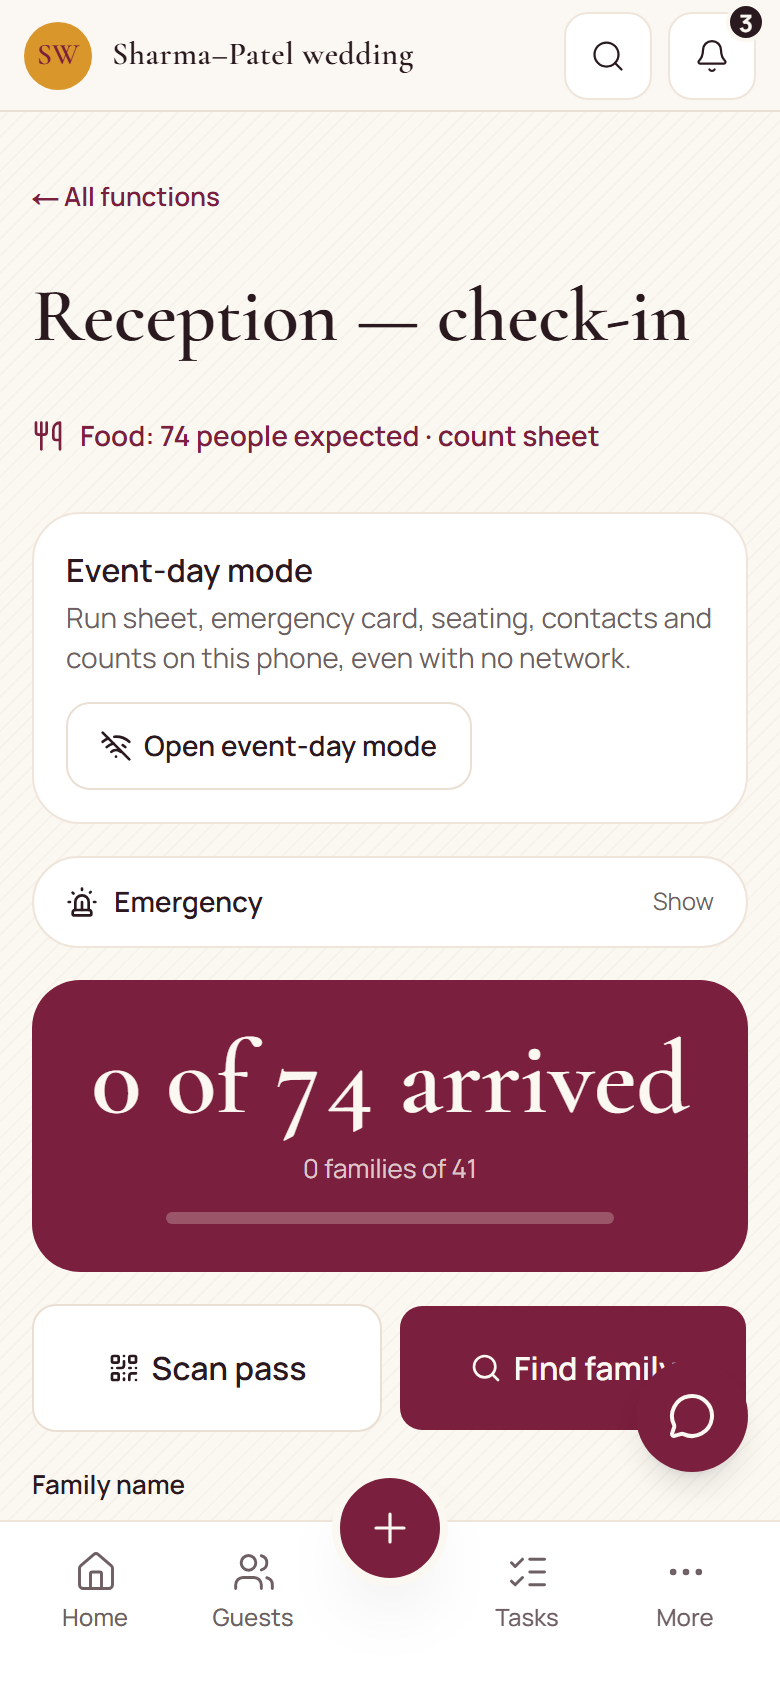 SW
Sharma–Patel wedding
3
← All functions
Reception — check-in
Food: 74 people expected · count sheet
Event-day mode
Run sheet, emergency card, seating, contacts and
counts on this phone, even with no network.
Open event-day mode
Emergency
Show
0 of 74 arrived
0 families of 41
Scan pass
Find family
Family name
Home
Guests
Tasks
More